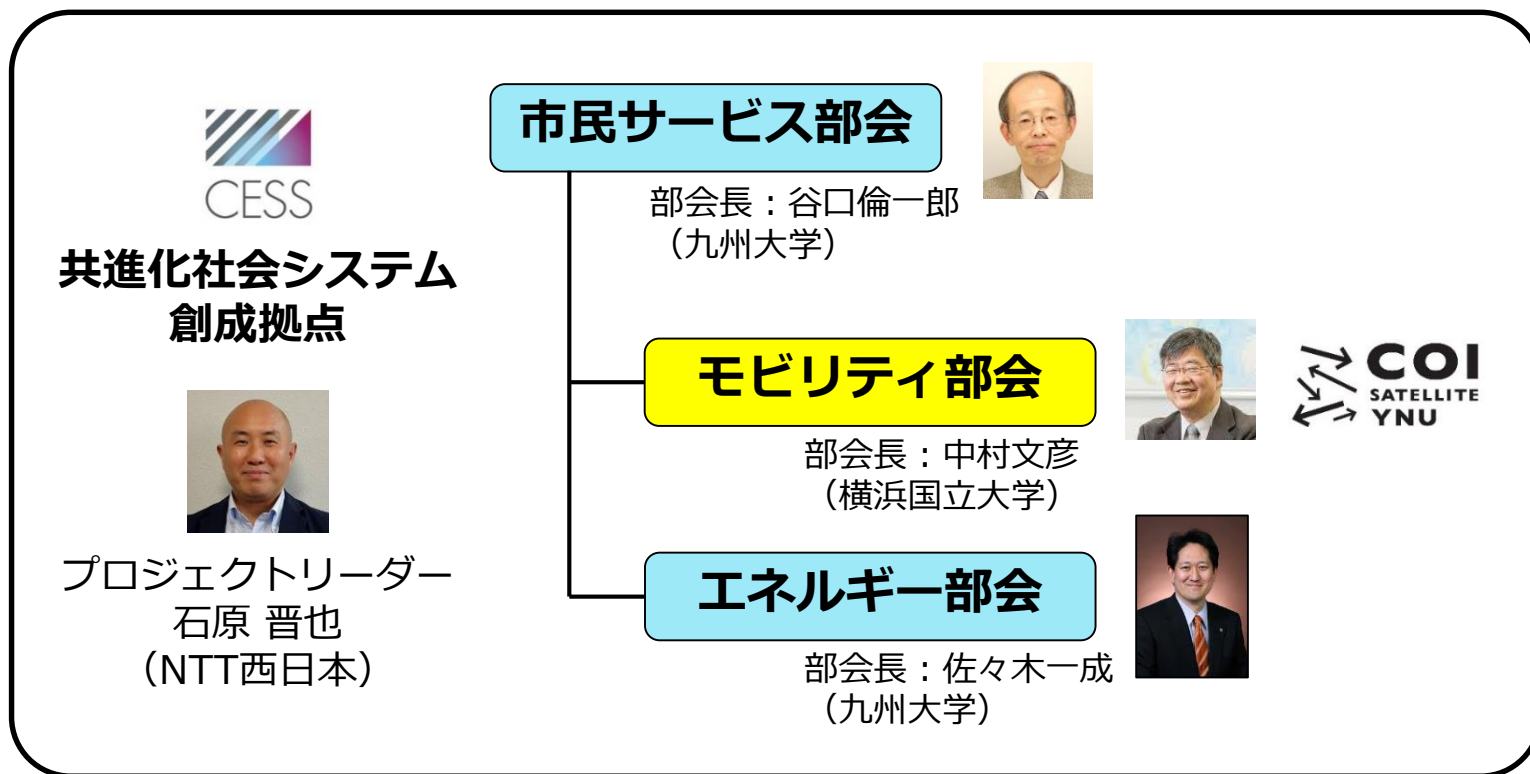 CESS
共進化社会システム
創成拠点
プロジェクトリーダー
石原 晋也
（NTT西日本）
市民サービス部会
部会長：谷口倫一郎
（九州大学）
モビリティ部会
部会長：中村文彦
（横浜国立大学）
COI
SATELLITE
YNU
エネルギー部会
部会長：佐々木一成
（九州大学）